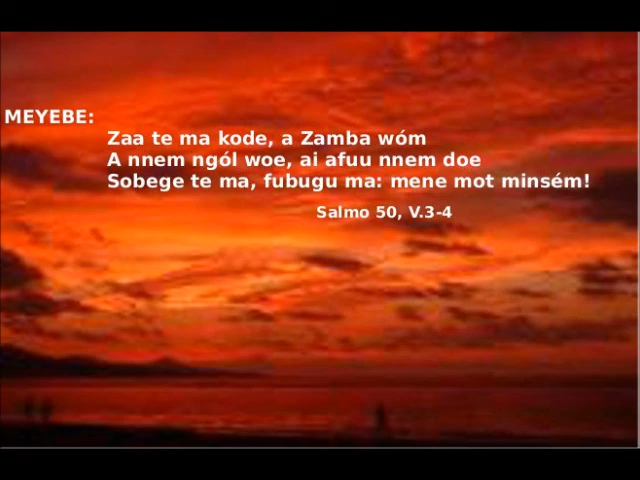 MEYEBE:
Zaa te ma kode, a Zamba wóm
A nnem ngól woe, ai afuu nnem doe
Sobege te ma, fubugu ma: mene mot minsém!
Salmo 50, V.3-4